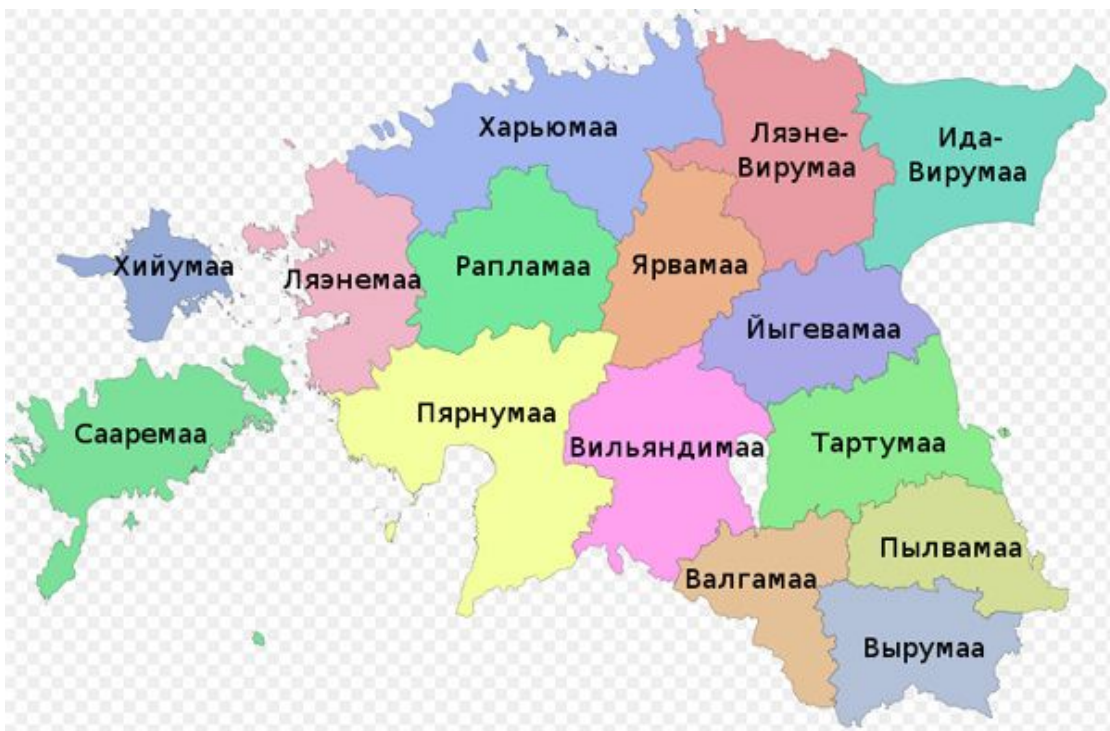 Харьюмаа
Ляэне-
Вирумаа
Ида-
Вирумаа
Хийумаа
Ляэнемаа
Рапламаа
Ярвамаа
Йыгевамаа
Сааремаа
Пярнумаа
Вильяндимаа
Тартумаа
Пылвамаа
Валгамаа
Вырумаа